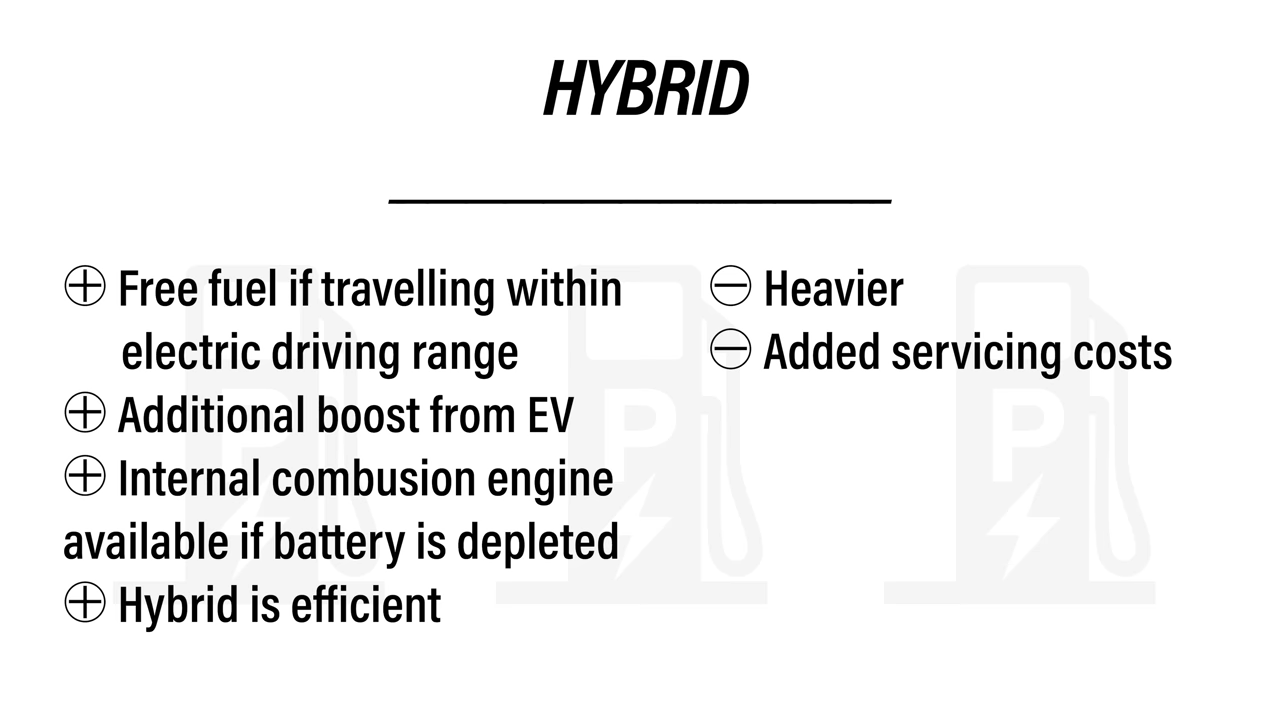 HYBRID
⊕ Free fuel if travelling within
electric driving range
⊕ Additional boost from EV
⊕ Internal combusion engine
available if battery is depleted
⊕ Hybrid is efficient
⊖ Heavier
⊖ Added servicing costs
P
P
P